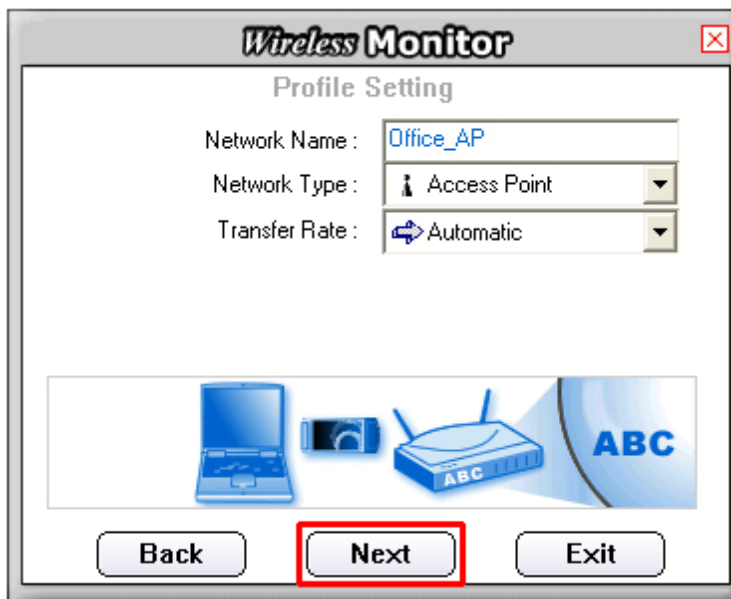 Wireless Monitor
Profile Setting
Network Name : Office_AP
Network Type : Access Point
Transfer Rate : Automatic
ABC ABC
Back Next Exit